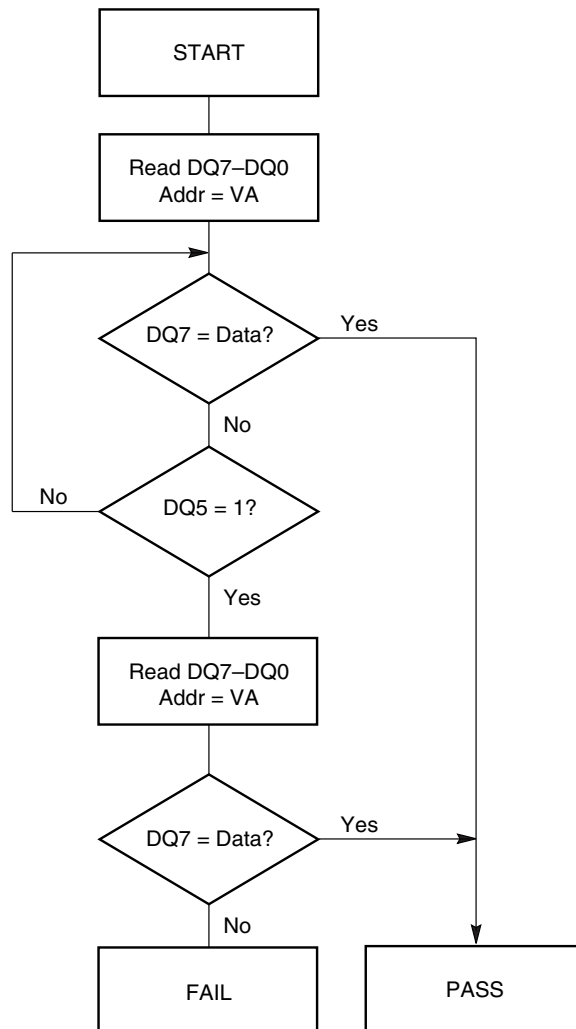 START
Read DQ7–DQ0
Addr = VA
DQ7 = Data?
Yes
No
No
DQ5 = 1?
Yes
Read DQ7–DQ0
Addr = VA
DQ7 = Data?
Yes
No
FAIL
PASS